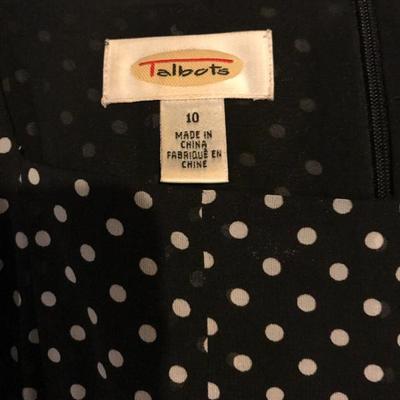 Talbots
10
MADE IN
CHINA
FABRIQUÉ EN
CHINE